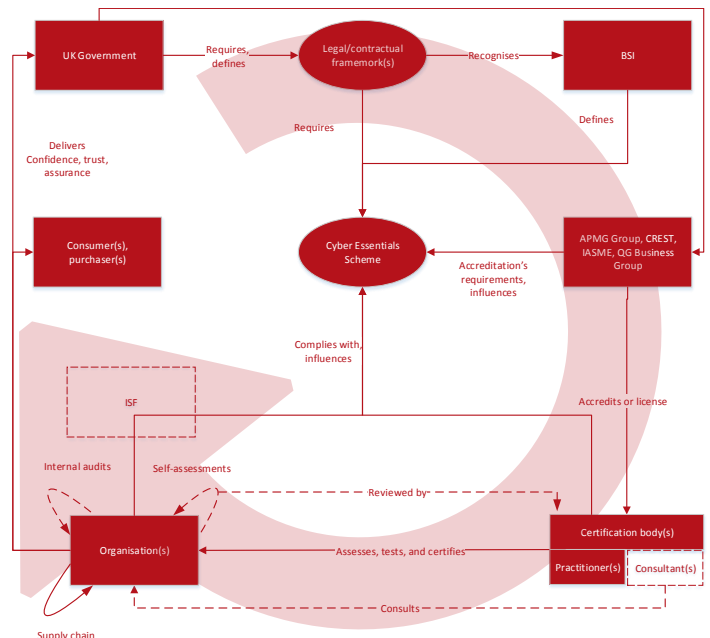 UK Government
Requires,
defines
Legal/contractual
framemork(s)
Recognises
BSI
Requires
Defines
Delivers
Confidence, trust,
assurance
Consumer(s),
purchaser(s)
Cyber Essentials
Scheme
Accreditation's
requirements,
influences
APMG Group, CREST,
IASME, QG Business
Group
Complies with,
influences
ISF
Accredits or license
Internal audits
Self-assessments
Reviewed by
Organisation(s)
Assesses, tests, and certifies
Certification body(s)
Practitioner(s)
Consultant(s)
Consults
Supply chain